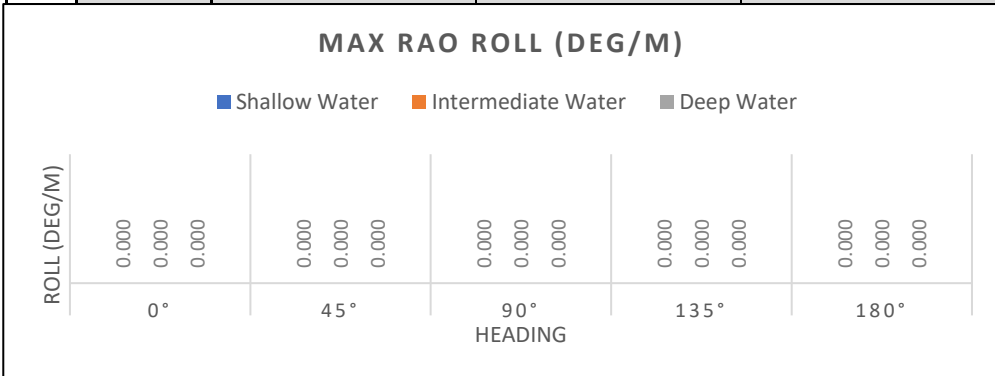 MAX RAO ROLL (DEG/M)
Shallow Water Intermediate Water Deep Water
ROLL (DEG/M)
0.000 0.000 0.000 0.000 0.000 0.000 0.000 0.000 0.000 0.000 0.000 0.000 0.000 0.000 0.000
0° 45° 90° 135° 180°
HEADING